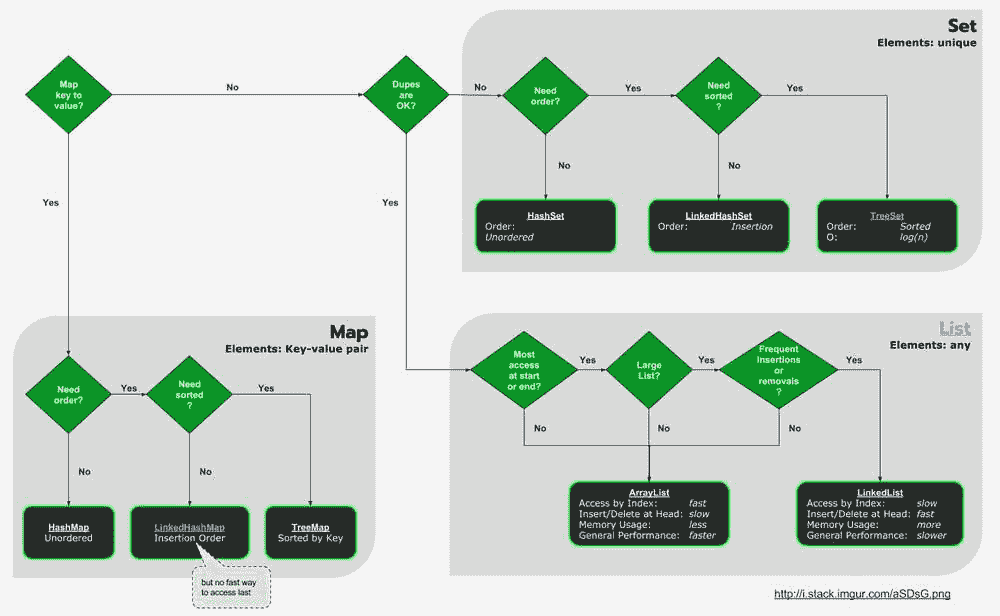 Set
Elements: unique
Map
key to
value?
No
Dupes
are
OK?
No
Need
order?
Yes
Need
sorted
?
Yes
No
No
Yes
Yes
HashSet
Order:
Unordered
LinkedHashSet
Order: Insertion
TreeSet
Order: Sorted
O: log(n)
Map
Elements: Key-value pair
Need
order?
Yes
Need
sorted
?
Yes
No
No
HashMap
Unordered
LinkedHashMap
Insertion Order
TreeMap
Sorted by Key
but no fast way
to access last
List
Elements: any
Most
access
at start
or end?
Yes
Large
List?
Yes
Frequent
Insertions
or
removals
?
Yes
No
No
No
ArrayList
Access by Index: fast
Insert/Delete at Head: slow
Memory Usage: less
General Performance: faster
LinkedList
Access by Index: slow
Insert/Delete at Head: fast
Memory Usage: more
General Performance: slower
http://i.stack.imgur.com/aSDsG.png